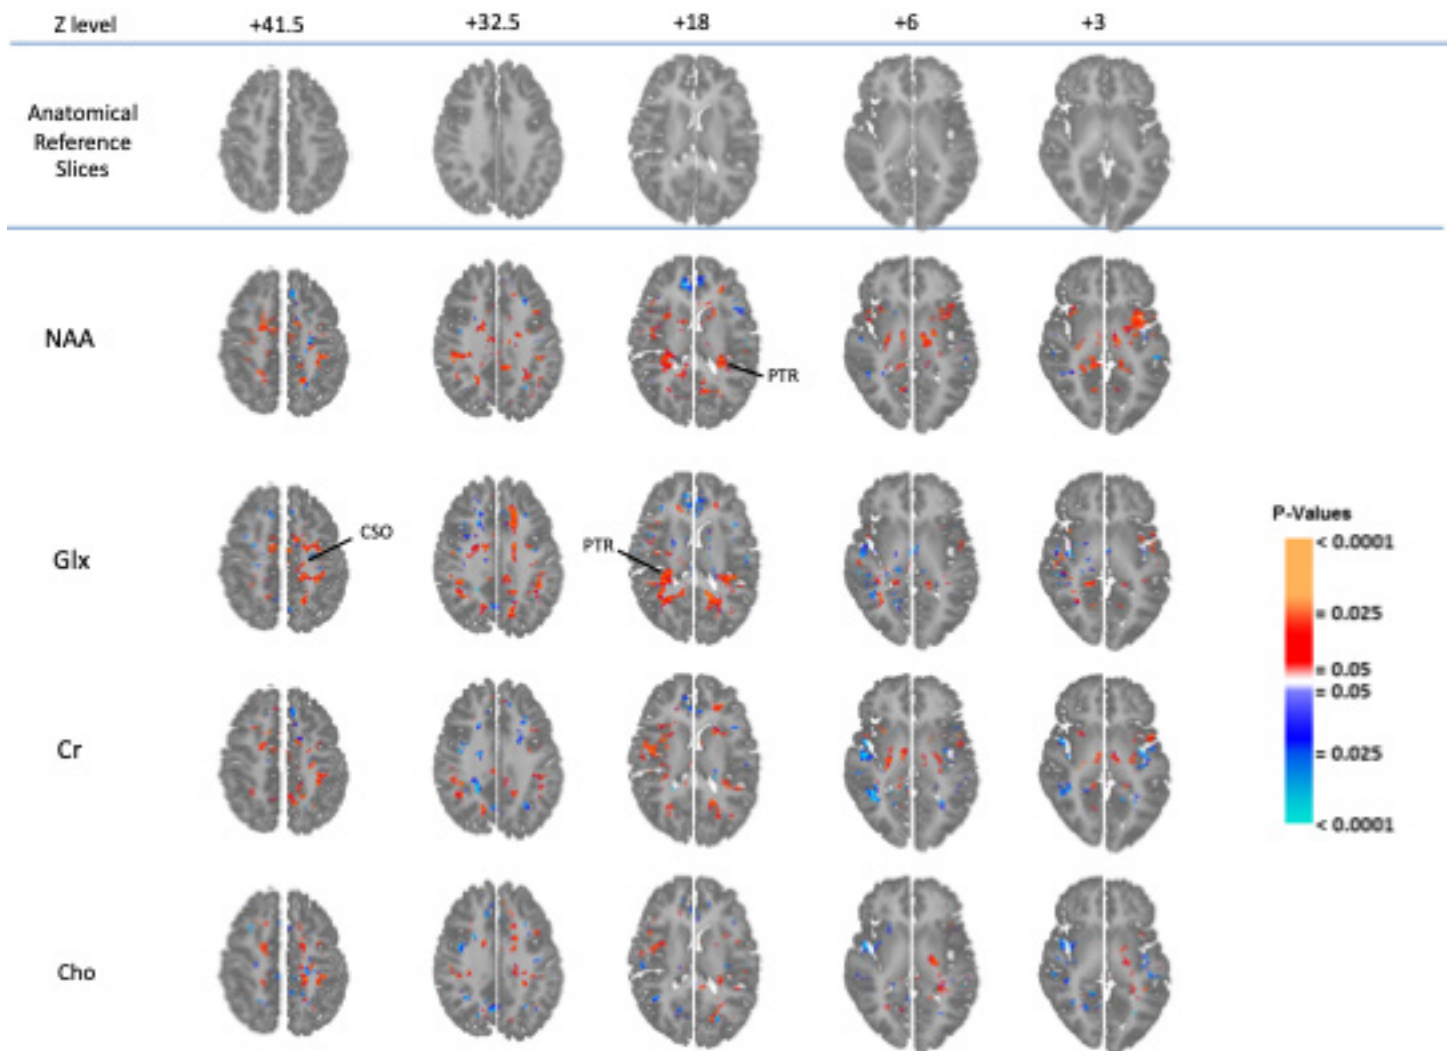 Z level +41.5 +32.5 +18 +6 +3
Anatomical
Reference
Slices
NAA
PTR
Glx
CSO
PTR
P-Values
< 0.0001
= 0.025
= 0.05
= 0.05
= 0.025
< 0.0001
Cr
Cho